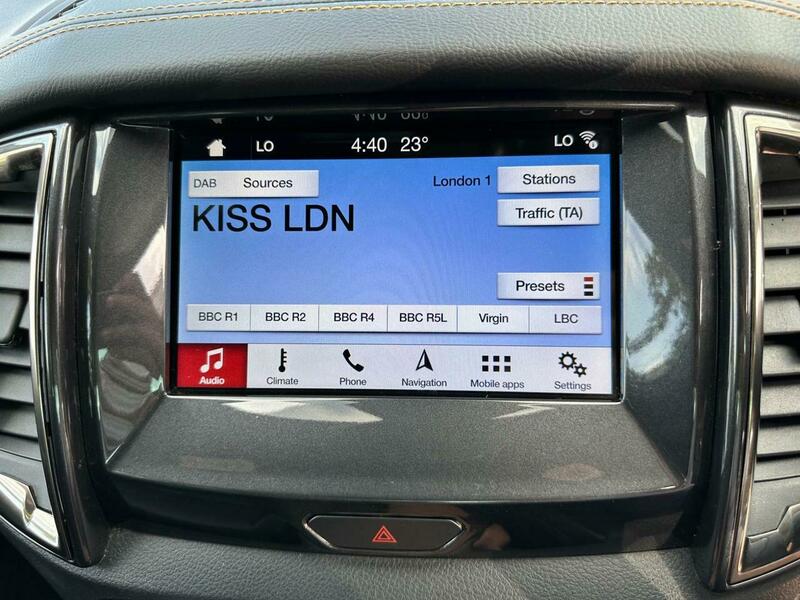 LO 4:40 23° LO
DAB Sources London 1 Stations
KISS LDN
Traffic (TA)
Presets
BBC R1 BBC R2 BBC R4 BBC R5L Virgin LBC
Audio Climate Phone Navigation Mobile apps Settings